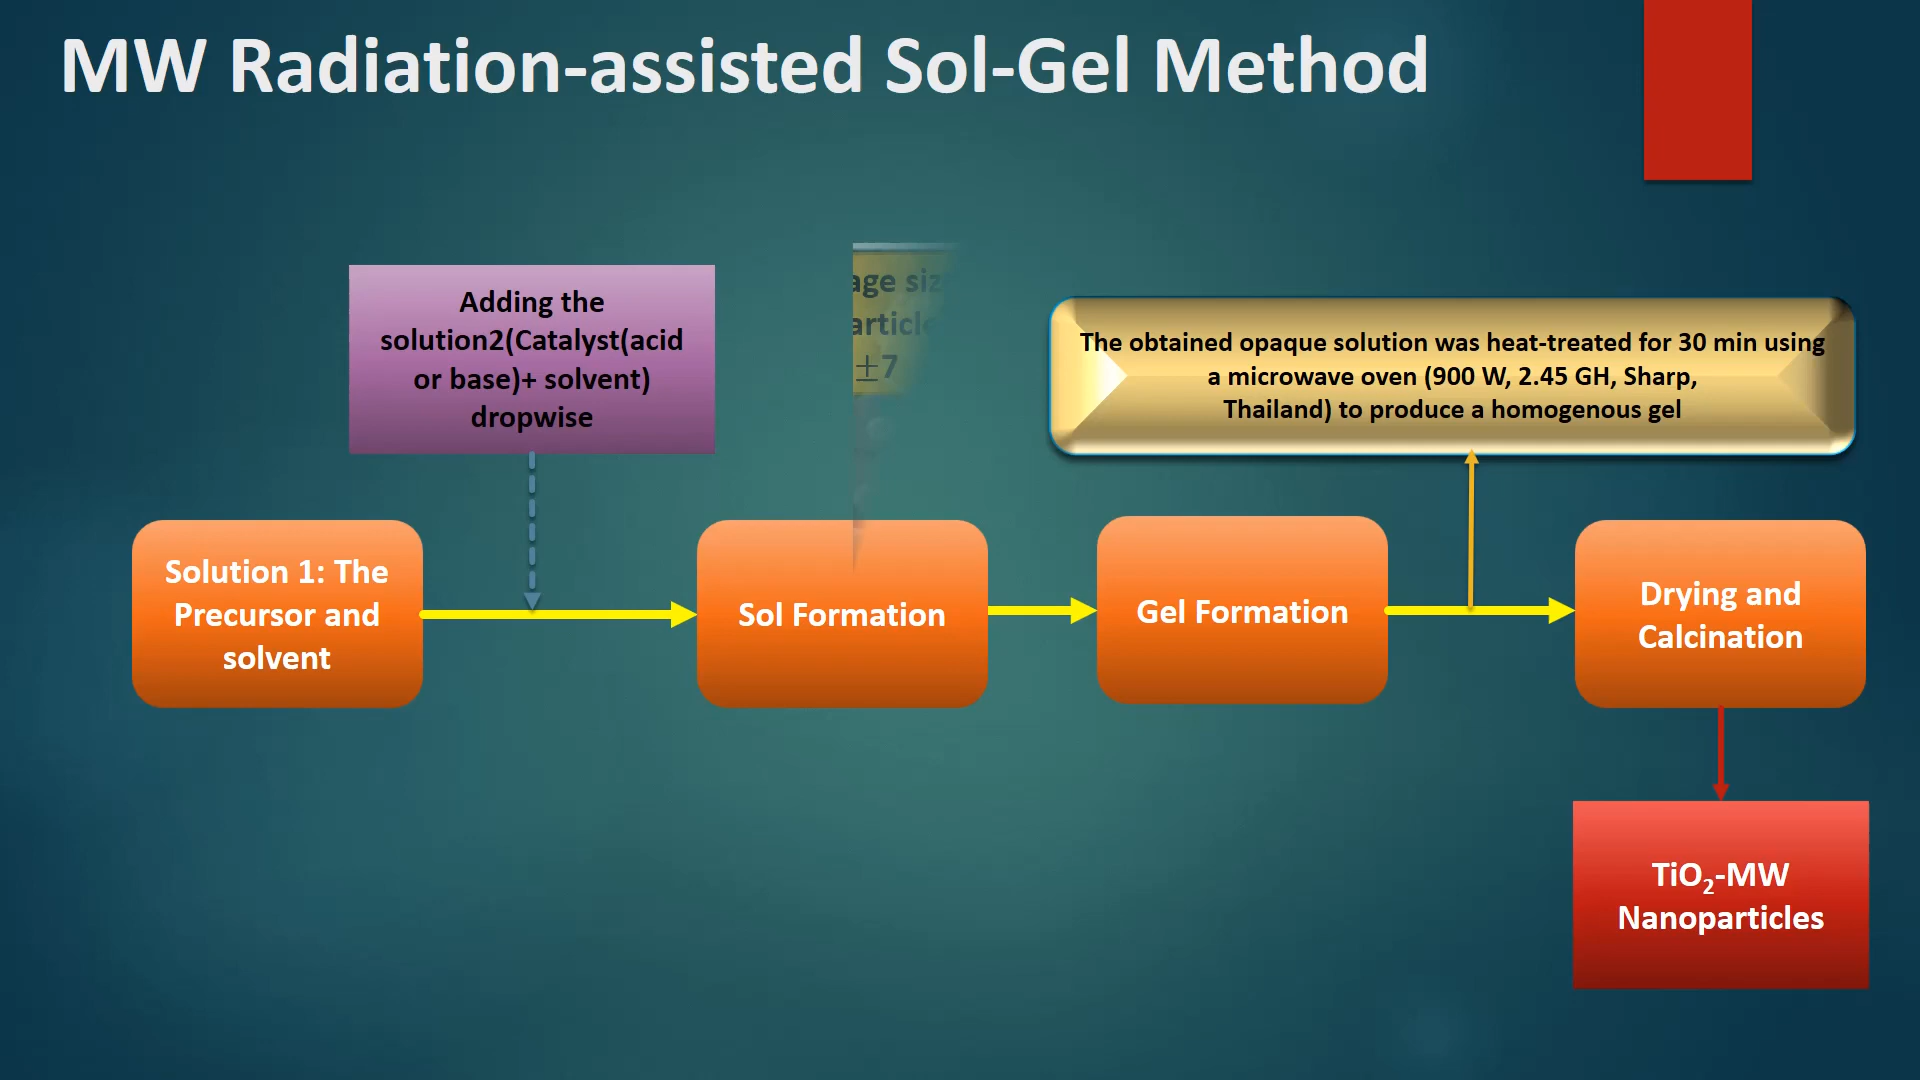 MW Radiation-assisted Sol-Gel Method
Adding the
solution2(Catalyst(acid
or base)+ solvent)
dropwise
±7
The obtained opaque solution was heat-treated for 30 min using
a microwave oven (900 W, 2.45 GH, Sharp,
Thailand) to produce a homogenous gel
Solution 1: The
Precursor and
solvent
Sol Formation
Gel Formation
Drying and
Calcination
TiO₂-MW
Nanoparticles